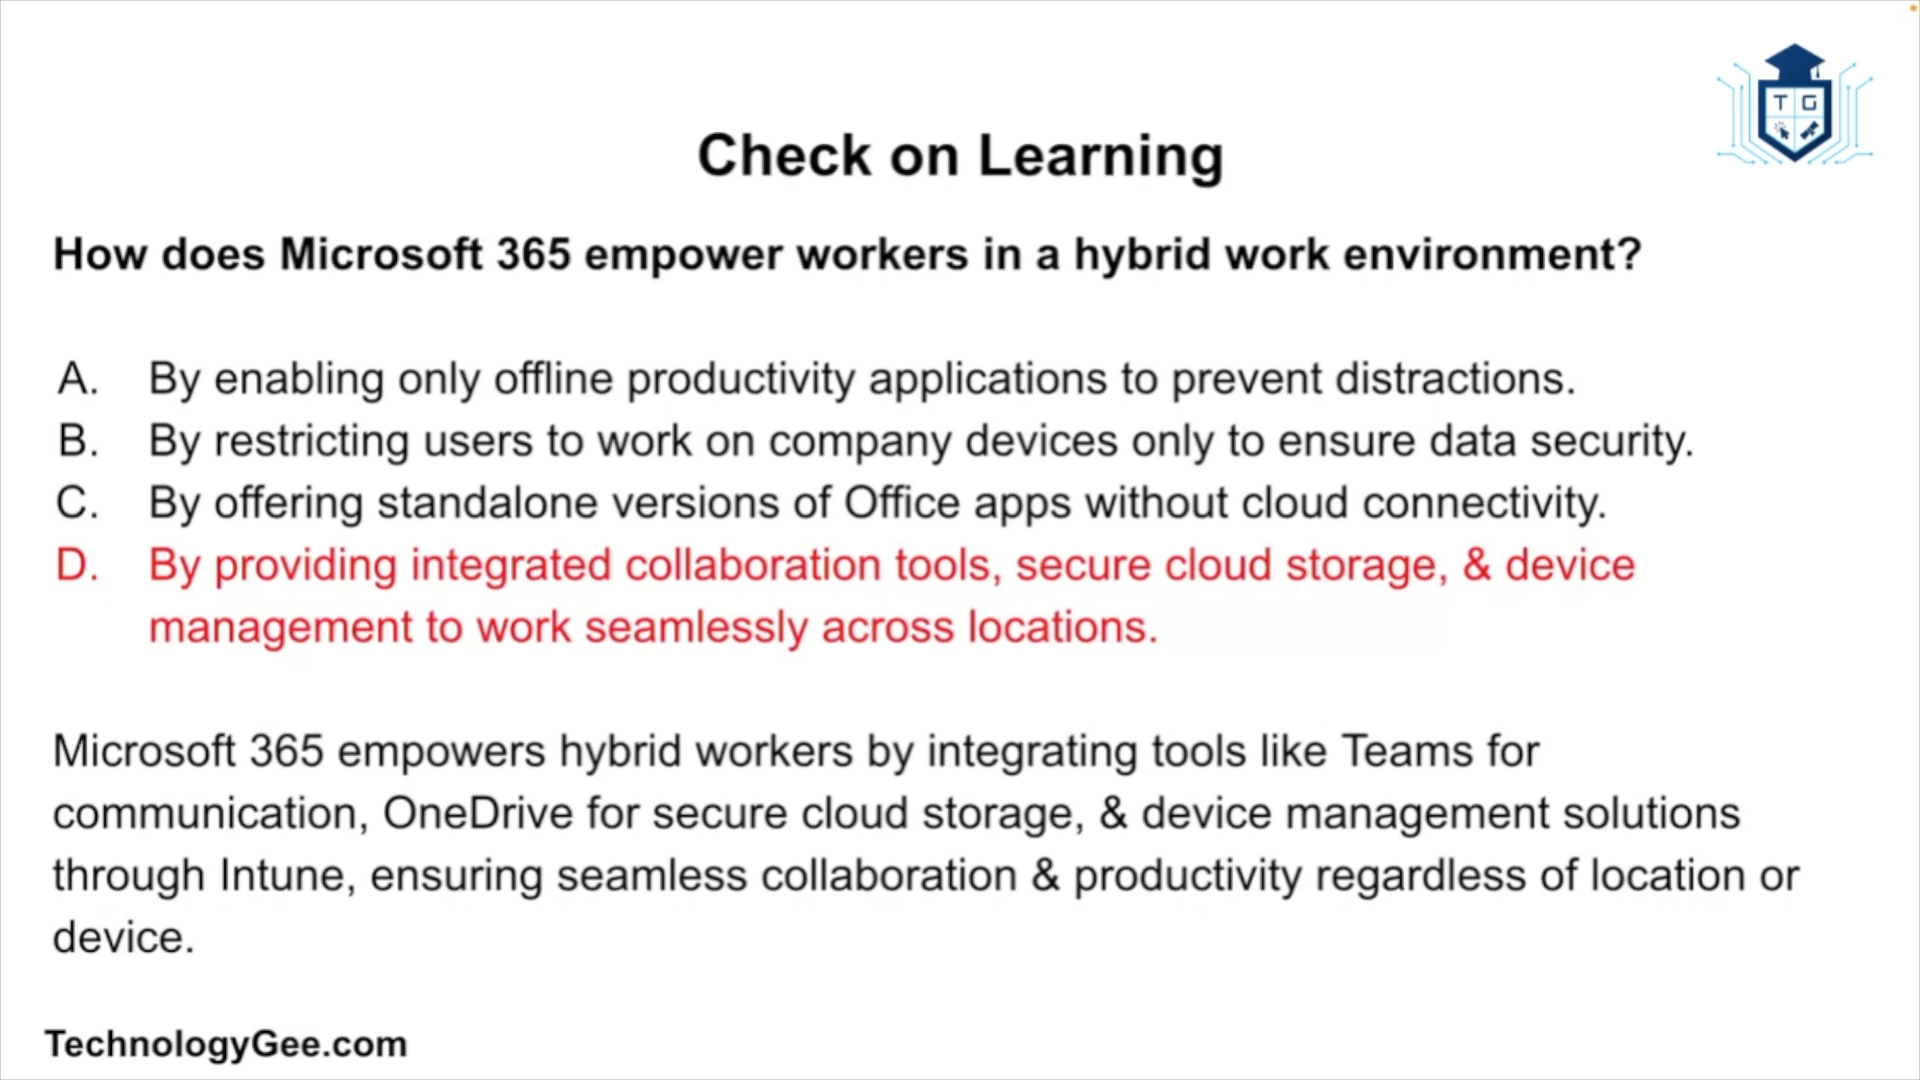 T G
Check on Learning
How does Microsoft 365 empower workers in a hybrid work environment?
A. By enabling only offline productivity applications to prevent distractions.
B. By restricting users to work on company devices only to ensure data security.
C. By offering standalone versions of Office apps without cloud connectivity.
D. By providing integrated collaboration tools, secure cloud storage, & device
management to work seamlessly across locations.
Microsoft 365 empowers hybrid workers by integrating tools like Teams for
communication, OneDrive for secure cloud storage, & device management solutions
through Intune, ensuring seamless collaboration & productivity regardless of location or
device.
TechnologyGee.com